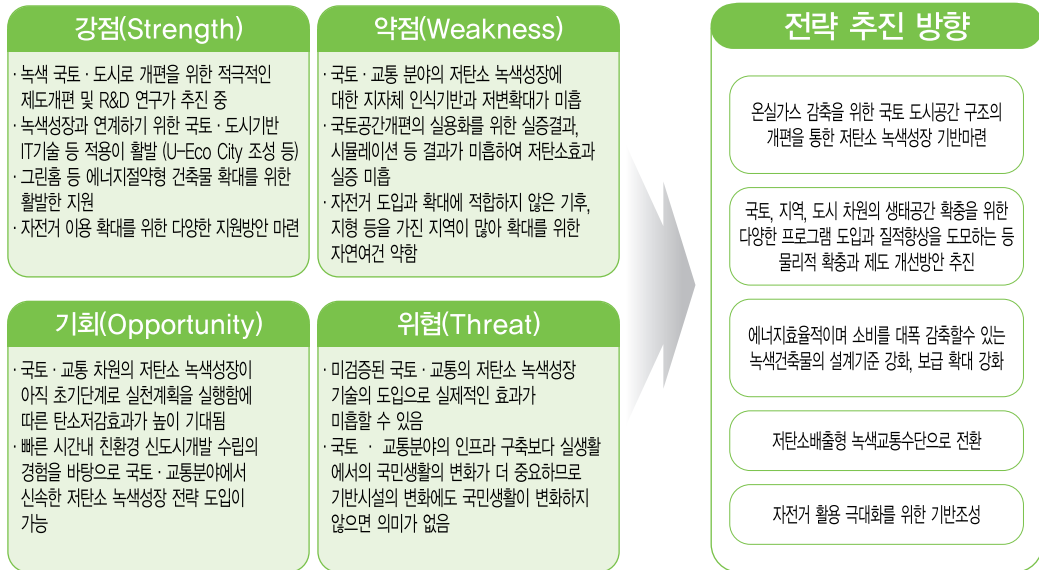 강점(Strength)
· 녹색 국토 · 도시로 개편을 위한 적극적인
제도개편 및 R&D 연구가 추진 중
· 녹색성장과 연계하기 위한 국토 · 도시기반
IT기술 등 적용이 활발 (U-Eco City 조성 등)
· 그린홈 등 에너지절약형 건축물 확대를 위한
활발한 지원
· 자전거 이용 확대를 위한 다양한 지원방안 마련
약점(Weakness)
· 국토 · 교통 분야의 저탄소 녹색성장에
대한 지자체 인식기반과 저변확대가 미흡
· 국토공간개편의 실용화를 위한 실증결과,
시뮬레이션 등 결과가 미흡하여 저탄소효과
실증 미흡
· 자전거 도입과 확대에 적합하지 않은 기후,
지형 등을 가진 지역이 많아 확대를 위한
자연여건 약함
기회(Opportunity)
· 국토 · 교통 차원의 저탄소 녹색성장이
아직 초기단계로 실천계획을 실행함에
따른 탄소저감효과가 높이 기대됨
· 빠른 시간내 친환경 신도시개발 수립의
경험을 바탕으로 국토 · 교통분야에서
신속한 저탄소 녹색성장 전략 도입이
가능
위협(Threat)
· 미검증된 국토 · 교통의 저탄소 녹색성장
기술의 도입으로 실제적인 효과가
미흡할 수 있음
· 국토 · 교통분야의 인프라 구축보다 실생활
에서의 국민생활의 변화가 더 중요하므로
기반시설의 변화에도 국민생활이 변화하지
않으면 의미가 없음
전략 추진 방향
온실가스 감축을 위한 국토 도시공간 구조의
개편을 통한 저탄소 녹색성장 기반마련
국토, 지역, 도시 차원의 생태공간 확충을 위한
다양한 프로그램 도입과 질적향상을 도모하는 등
물리적 확충과 제도 개선방안 추진
에너지효율적이며 소비를 대폭 감축할수 있는
녹색건축물의 설계기준 강화, 보급 확대 강화
저탄소배출형 녹색교통수단으로 전환
자전거 활용 극대화를 위한 기반조성